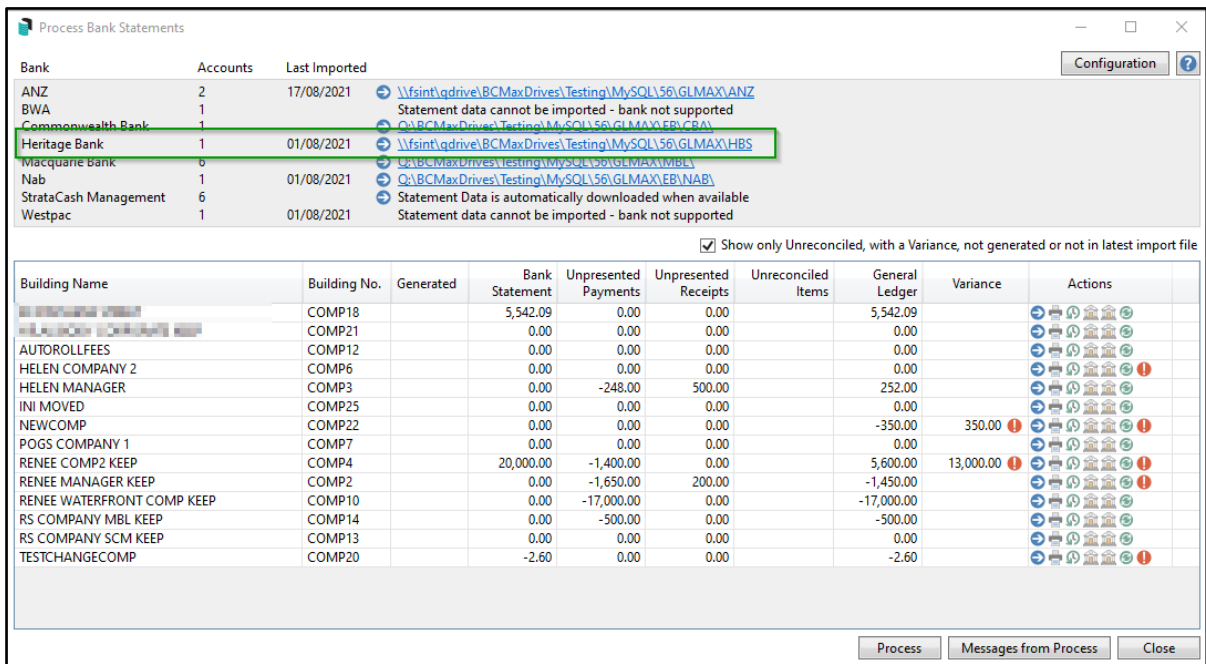 Process Bank Statements
Configuration
Bank Accounts Last Imported
ANZ 2 17/08/2021 \\fsint\qdrive\BCMaxDrives\Testing\MySQL\56\GLMAX\ANZ
BWA 1 Statement data cannot be imported - bank not supported
Commonwealth Bank 1 Q:\BCMaxDrives\Testing\MySQL\56\GLMAX\EB\CBA\
Heritage Bank 1 01/08/2021 \\fsint\qdrive\BCMaxDrives\Testing\MySQL\56\GLMAX\HBS
Macquarie Bank 6 Q:\BCMaxDrives\Testing\MySQL\56\GLMAX\MBL\
Nab 1 01/08/2021 Q:\BCMaxDrives\Testing\MySQL\56\GLMAX\EB\NAB\
StrataCash Management 6 Statement Data is automatically downloaded when available
Westpac 1 01/08/2021 Statement data cannot be imported - bank not supported
Show only Unreconciled, with a Variance, not generated or not in latest import file
Building Name Building No. Generated Bank Statement Unpresented Payments Unpresented Receipts Unreconciled Items General Ledger Variance Actions
COMP18 5,542.09 0.00 0.00 5,542.09
COMP21 0.00 0.00 0.00 0.00
AUTOROLLFEES COMP12 0.00 0.00 0.00 0.00
HELEN COMPANY 2 COMP6 0.00 0.00 0.00 0.00
HELEN MANAGER COMP3 0.00 -248.00 500.00 252.00
INI MOVED COMP25 0.00 0.00 0.00 0.00
NEWCOMP COMP22 0.00 0.00 0.00 -350.00 350.00
POGS COMPANY 1 COMP7 0.00 0.00 0.00 0.00
RENEE COMP2 KEEP COMP4 20,000.00 -1,400.00 0.00 5,600.00 13,000.00
RENEE MANAGER KEEP COMP2 0.00 -1,650.00 200.00 -1,450.00
RENEE WATERFRONT COMP KEEP COMP10 0.00 -17,000.00 0.00 -17,000.00
RS COMPANY MBL KEEP COMP14 0.00 -500.00 0.00 -500.00
RS COMPANY SCM KEEP COMP13 0.00 0.00 0.00 0.00
TESTCHANGECOMP COMP20 -2.60 0.00 0.00 -2.60
Process Messages from Process Close